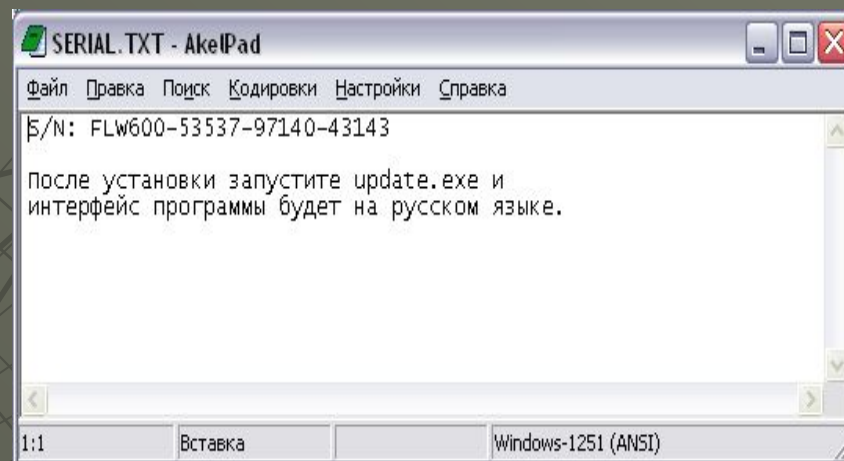 SERIAL.TXT - AkelPad
Файл Правка Поиск Кодировки Настройки Справка
S/N: FLW600-53537-97140-43143
После установки запустите update.exe и
интерфейс программы будет на русском языке.
1:1 Вставка Windows-1251 (ANSI)